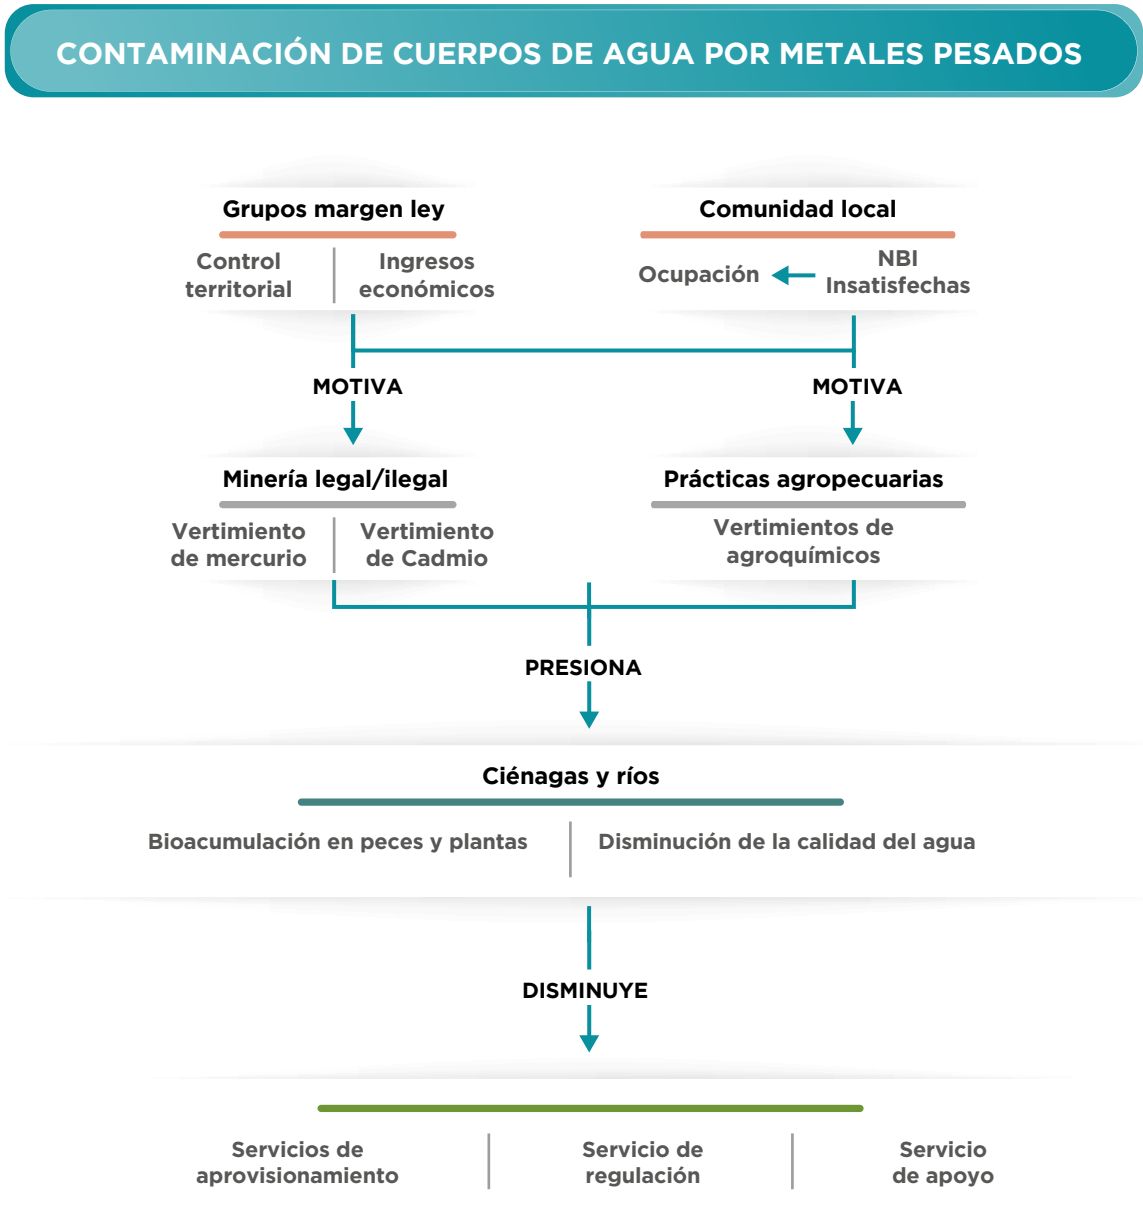 CONTAMINACIÓN DE CUERPOS DE AGUA POR METALES PESADOS
Grupos margen ley
Control
territorial
Ingresos
económicos
Comunidad local
Ocupación
NBI
Insatisfechas
MOTIVA
MOTIVA
Minería legal/ilegal
Vertimiento
de mercurio
Vertimiento
de Cadmio
Prácticas agropecuarias
Vertimientos de
agroquímicos
PRESIONA
Ciénagas y ríos
Bioacumulación en peces y plantas
Disminución de la calidad del agua
DISMINUYE
Servicios de
aprovisionamiento
Servicio de
regulación
Servicio
de apoyo